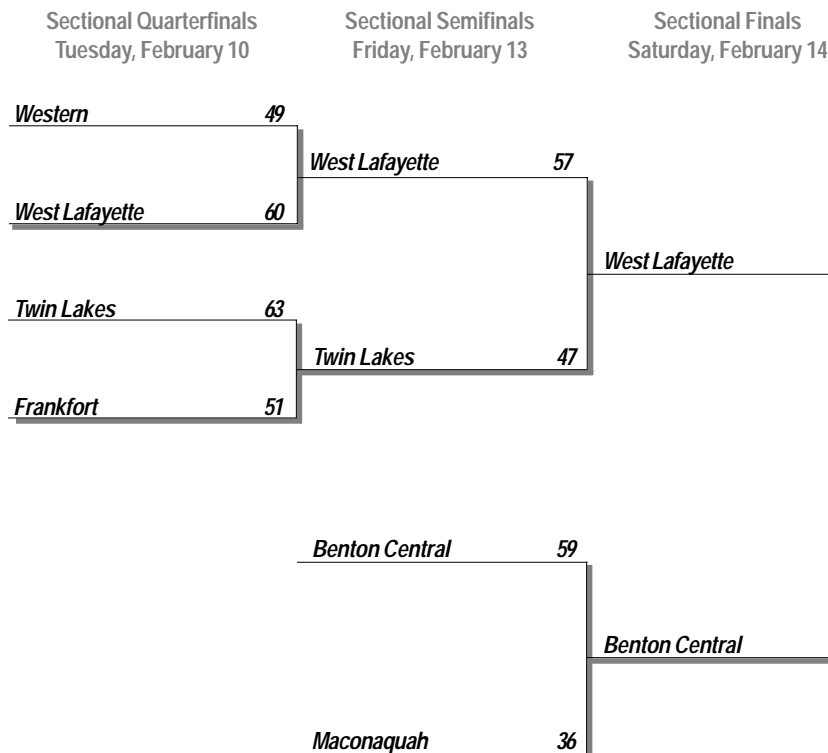 Sectional Quarterfinals Sectional Semifinals Sectional Finals
Tuesday, February 10 Friday, February 13 Saturday, February 14
Western 49
West Lafayette 57
West Lafayette 60
West Lafayette
Twin Lakes 63
Twin Lakes 47
Frankfort 51
Benton Central 59
Benton Central
Maconaquah 36